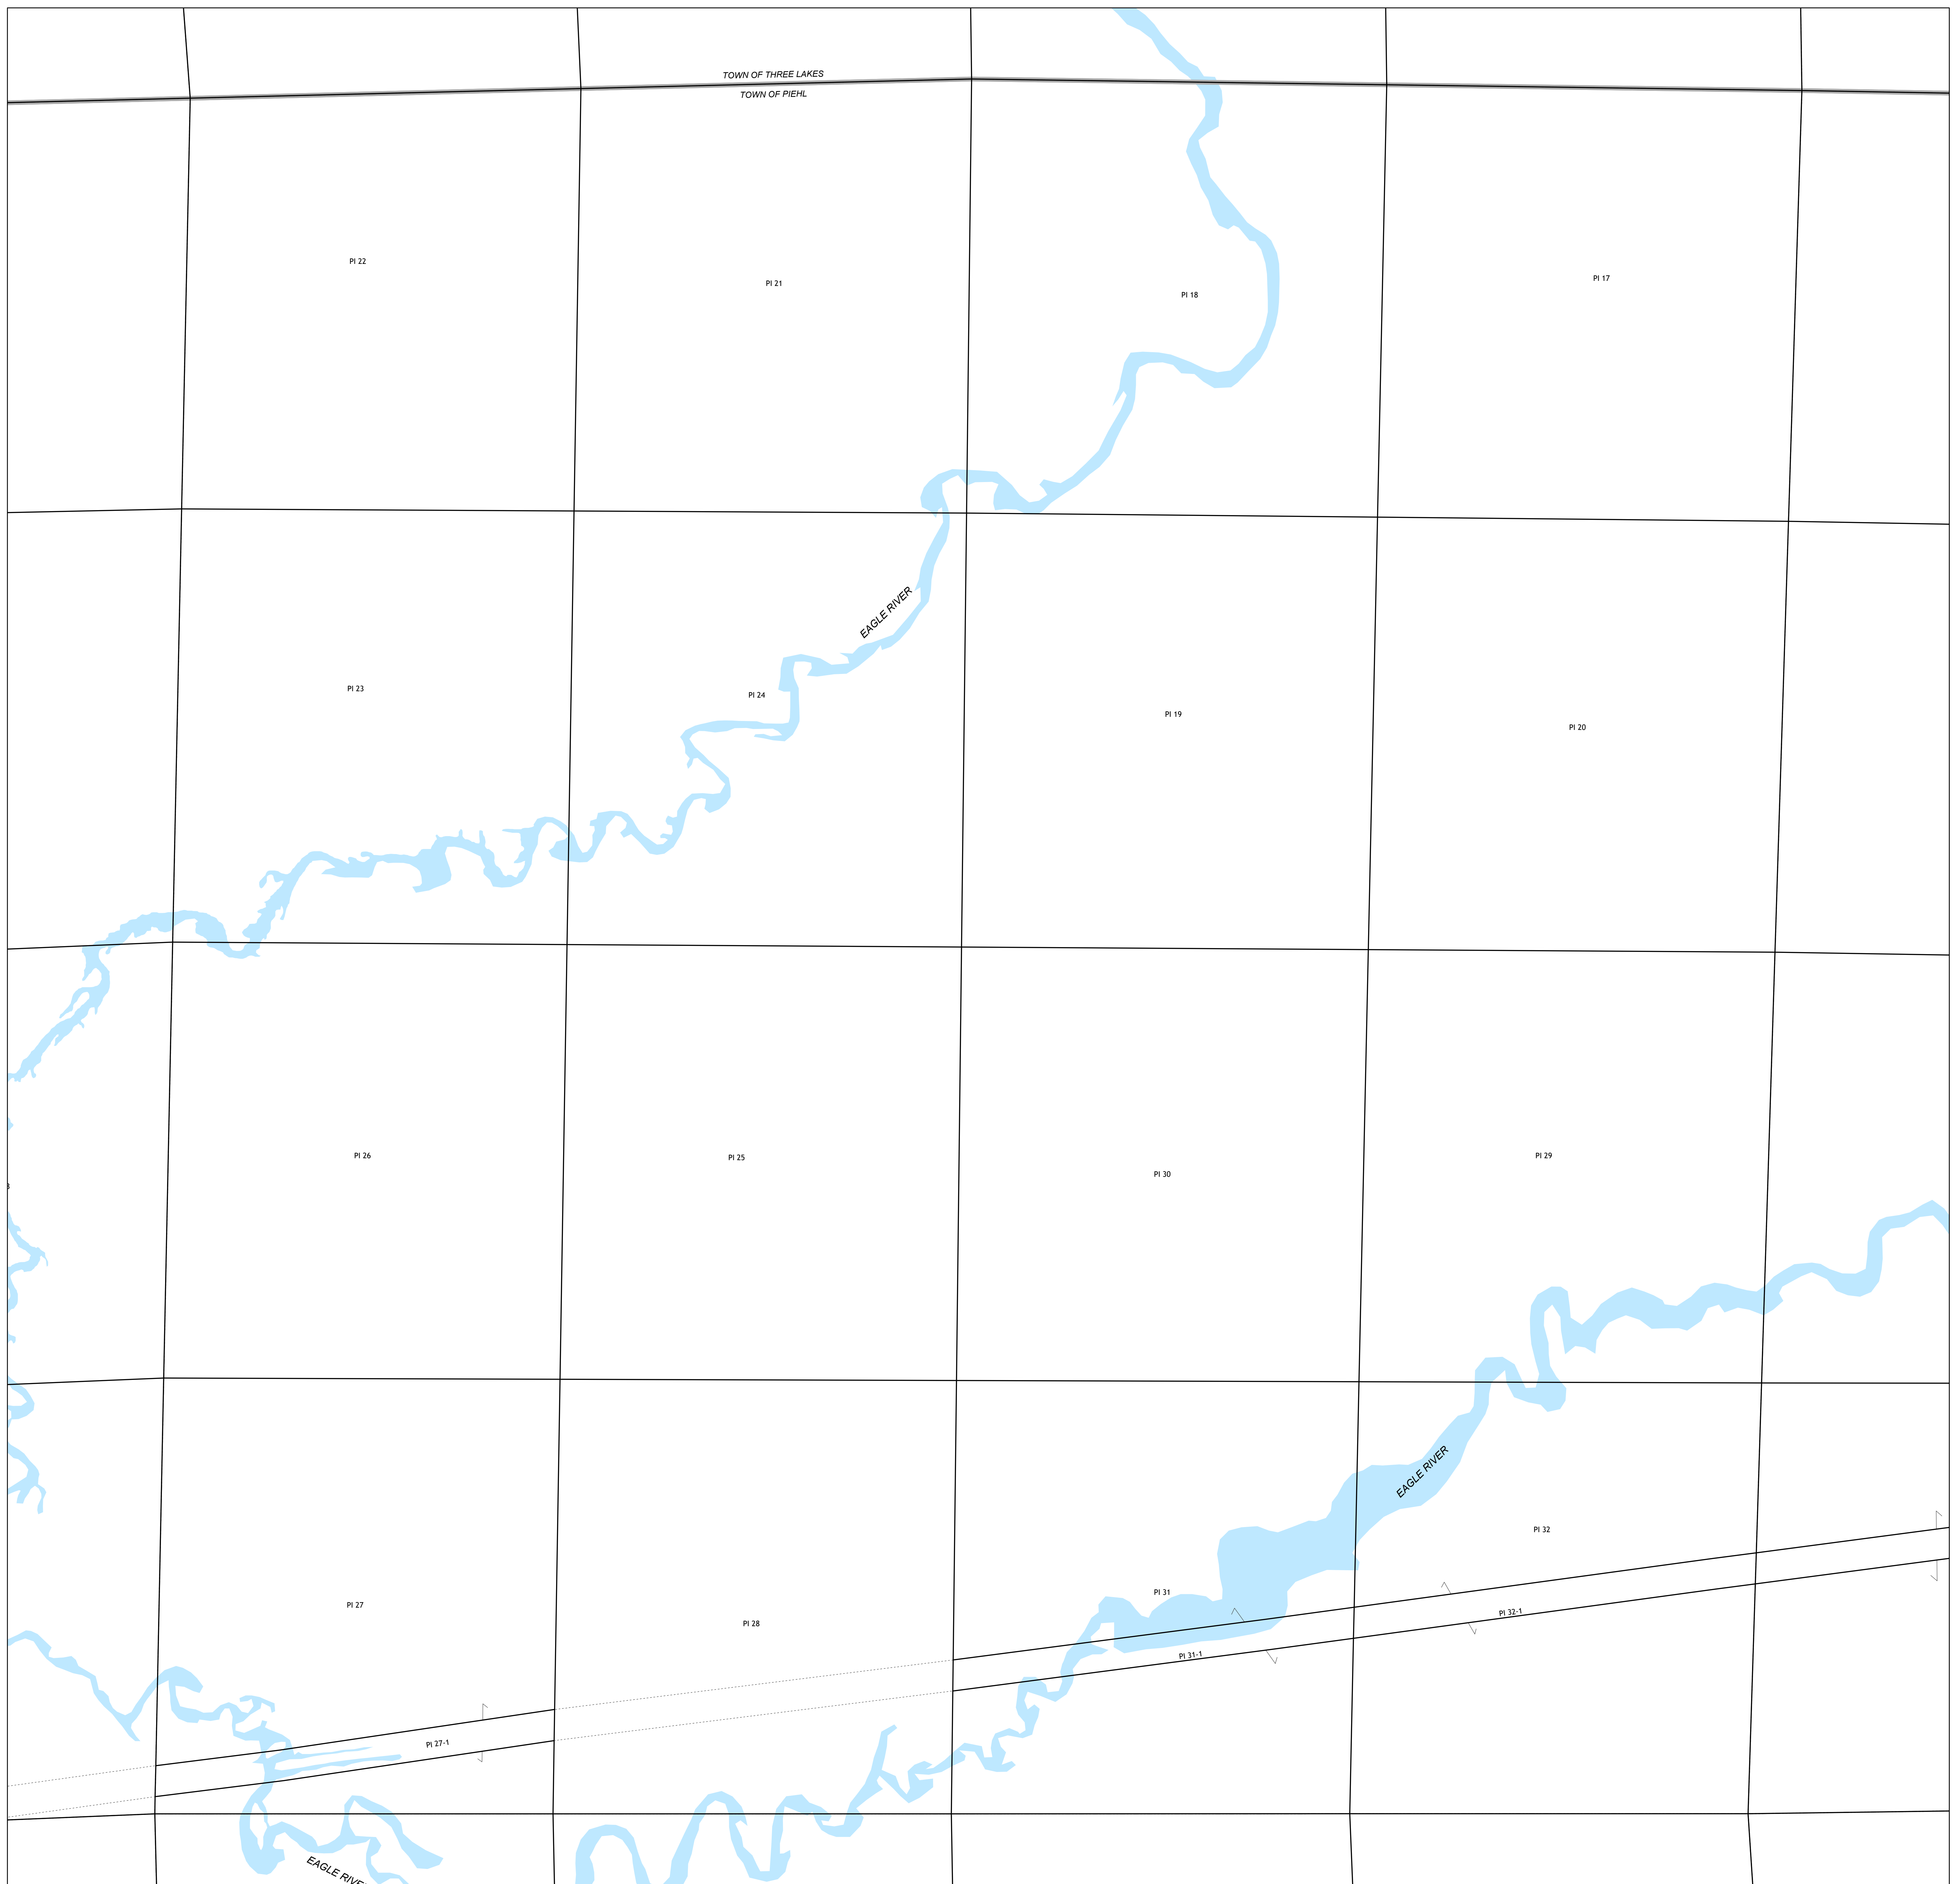 TOWN OF THREE LAKES
TOWN OF PIEHL
PI 22
PI 21
PI 18
PI 17
EAGLE RIVER
PI 23
PI 24
PI 19
PI 20
PI 26
PI 25
PI 30
PI 29
EAGLE RIVER
PI 32
PI 31
PI 27
PI 28
PI 32-1
PI 31-1
PI 27-1
EAGLE RIVER